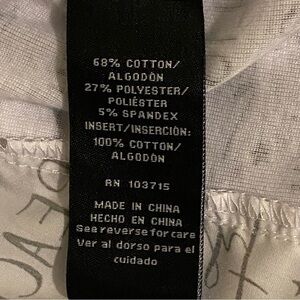 68% COTTON/
ALGODÓN
27% POLYESTER/
POLIÉSTER
5% SPANDEX
INSERT/INSERCIÓN:
100% COTTON/
ALGODÓN
RN 103715
MADE IN CHINA
HECHO EN CHINA
See reverse for care
Ver al dorso para el
cuidado